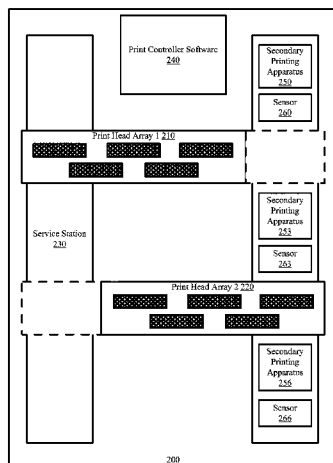 Print Controller Software
240
Secondary
Printing
Apparatus
250
Sensor
260
Print Head Array 1 210
Service Station
230
Secondary
Printing
Apparatus
253
Sensor
263
Print Head Array 2 220
Secondary
Printing
Apparatus
256
Sensor
266
200